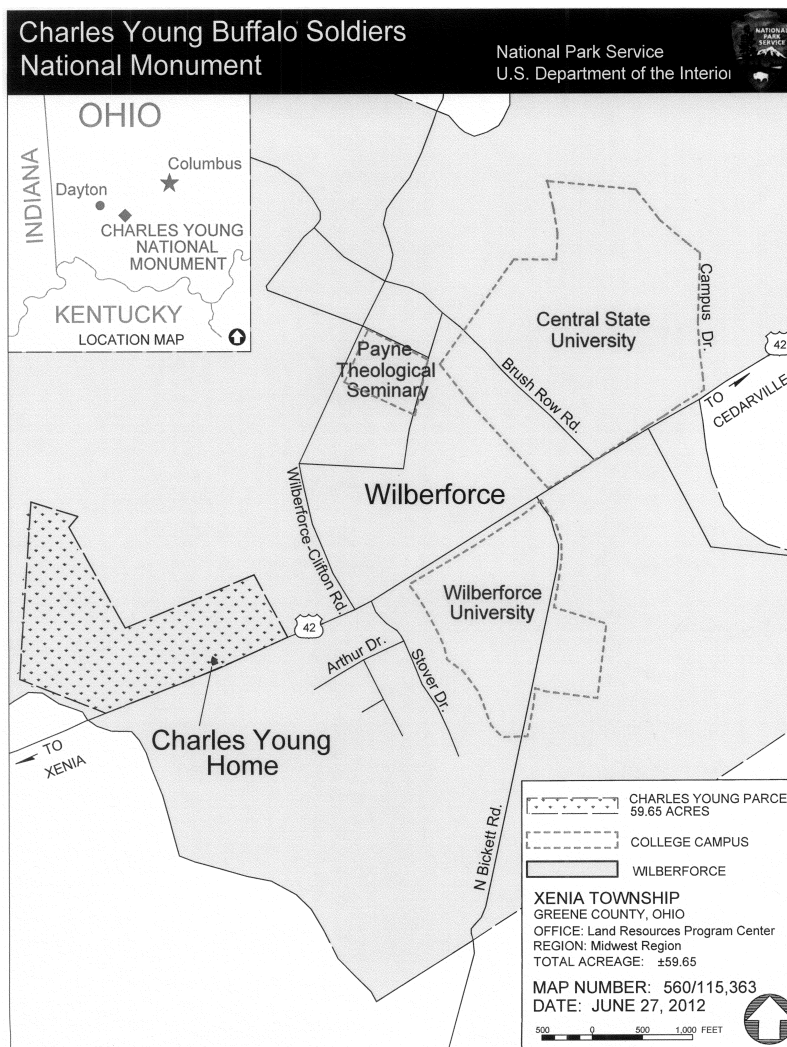 Charles Young Buffalo Soldiers
National Monument
National Park Service
U.S. Department of the Interior
NATIONAL
PARK
SERVICE
OHIO
INDIANA
Columbus
Dayton
CHARLES YOUNG
NATIONAL
MONUMENT
KENTUCKY
LOCATION MAP
Central State
University
Campus Dr.
42
TO
CEDARVILLE
Payne
Theological
Seminary
Brush Row Rd.
Wilberforce
Wilberforce-Clifton Rd.
Wilberforce
University
42
Arthur Dr.
Stover Dr.
Charles Young
Home
TO
XENIA
N Bickett Rd.
CHARLES YOUNG PARCE
59.65 ACRES
COLLEGE CAMPUS
WILBERFORCE
XENIA TOWNSHIP
GREENE COUNTY, OHIO
OFFICE: Land Resources Program Center
REGION: Midwest Region
TOTAL ACREAGE: ±59.65
MAP NUMBER: 560/115,363
DATE: JUNE 27, 2012
500 0 500 1,000 FEET